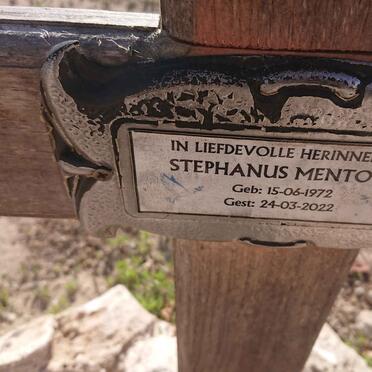 IN LIEFDEVOLLE HERINNE
STEPHANUS MENTO
Geb: 15-06-1972
Gest: 24-03-2022